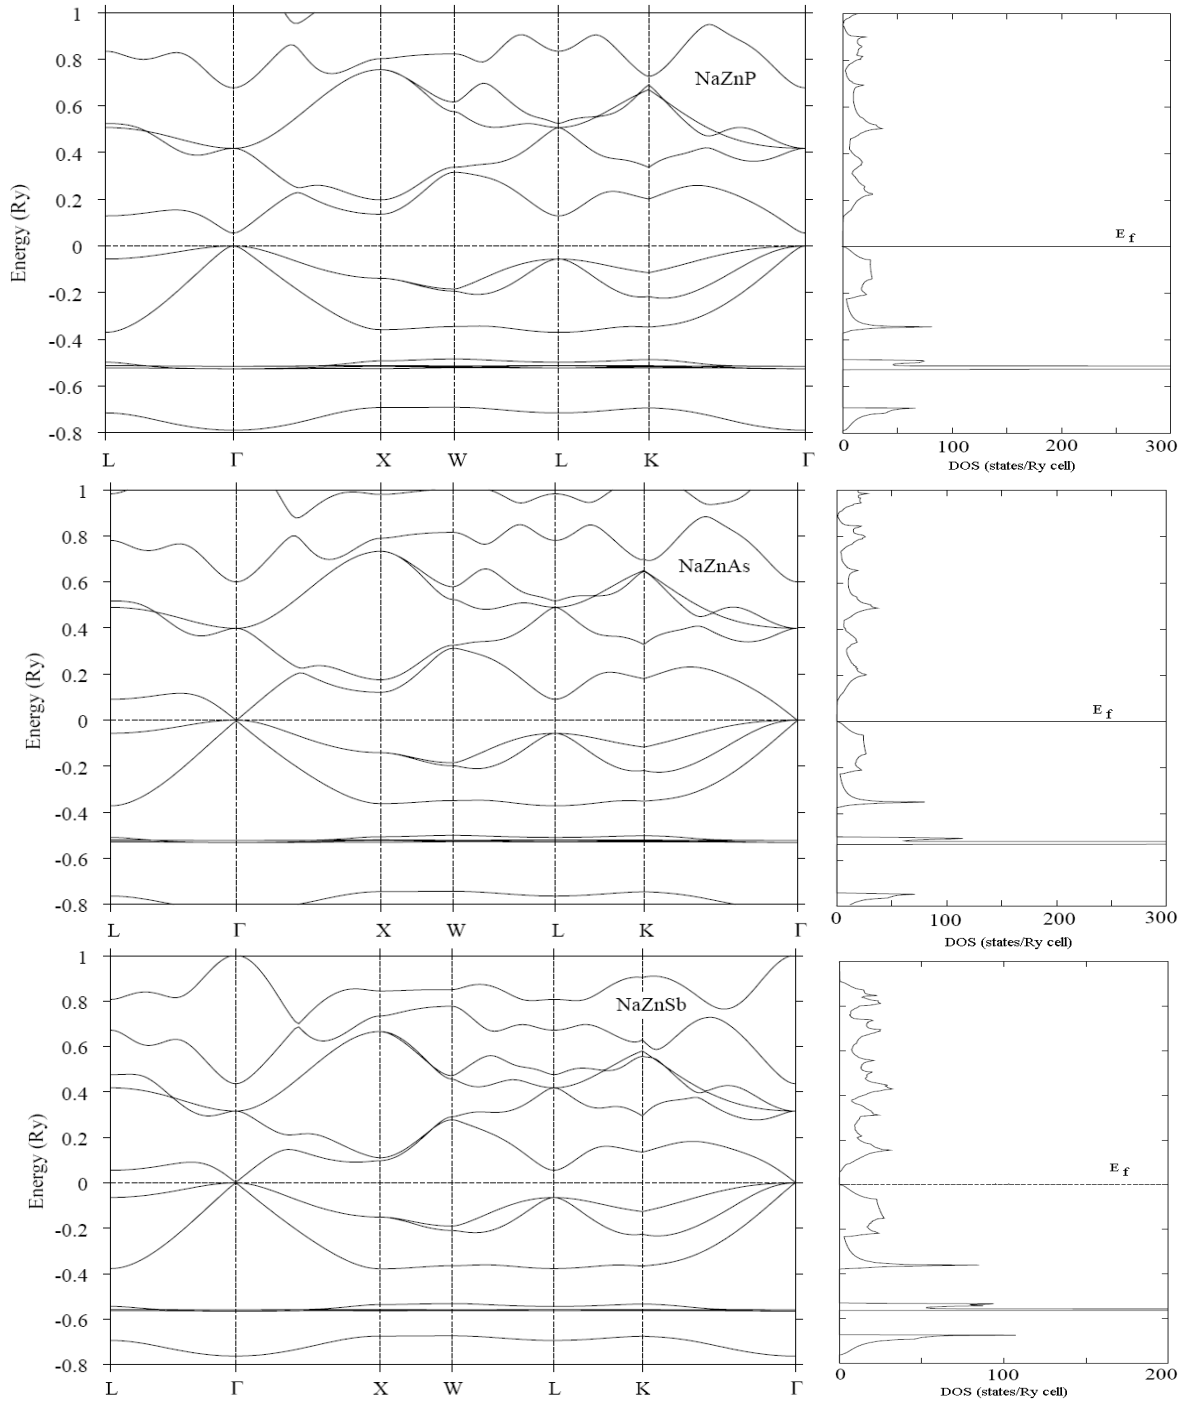 Energy (Ry)
1
0.8
0.6
0.4
0.2
0
-0.2
-0.4
-0.6
-0.8
NaZnP
L Γ X W L K Γ
E f
0 100 200 300
DOS (states/Ry cell)
Energy (Ry)
1
0.8
0.6
0.4
0.2
0
-0.2
-0.4
-0.6
-0.8
NaZnAs
L Γ X W L K Γ
E f
0 100 200 300
DOS (states/Ry cell)
Energy (Ry)
1
0.8
0.6
0.4
0.2
0
-0.2
-0.4
-0.6
-0.8
NaZnSb
L Γ X W L K Γ
E f
0 100 200
DOS (states/Ry cell)